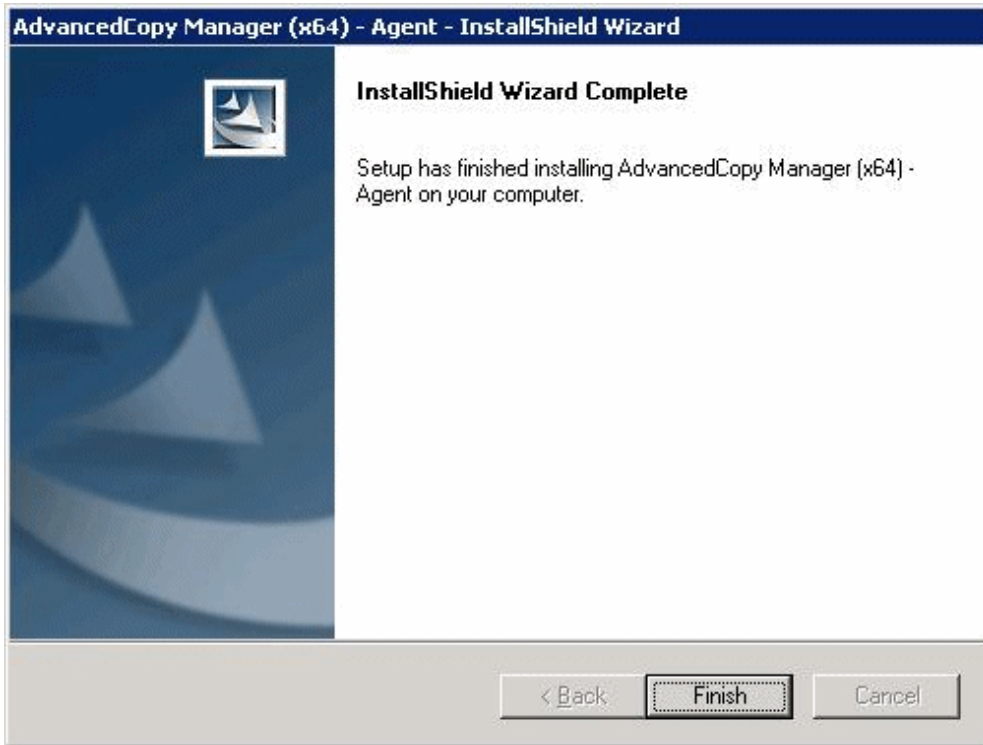 AdvancedCopy Manager (x64) - Agent - InstallShield Wizard
InstallShield Wizard Complete
Setup has finished installing AdvancedCopy Manager (x64) -
Agent on your computer.
< Back
Finish
Cancel